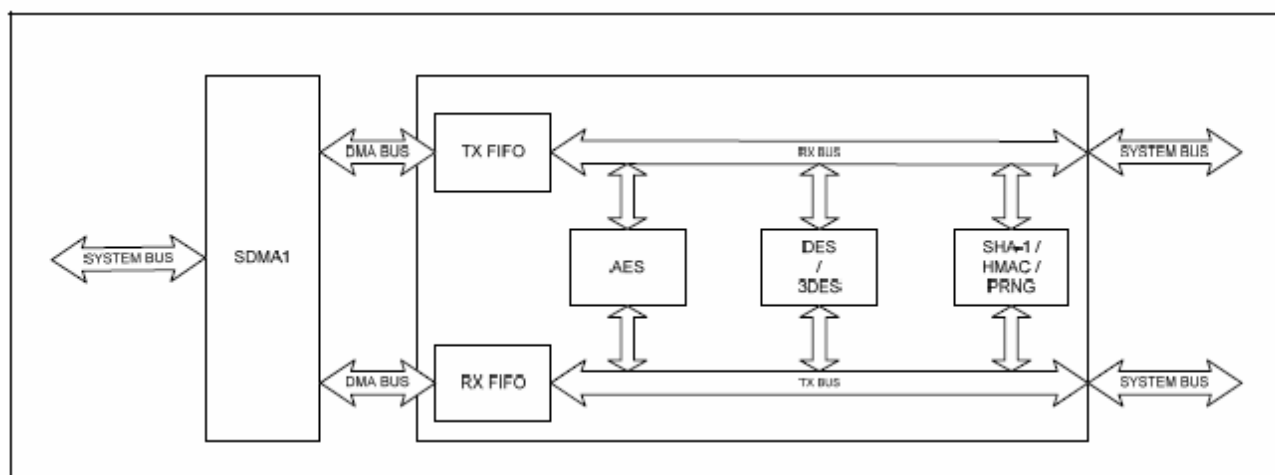 DMA BUS
TX FIFO
RX BUS
SYSTEM BUS
SYSTEM BUS
SDMA1
AES
DES
/
3DES
SHA-1 /
HMAC /
PRNG
DMA BUS
RX FIFO
TX BUS
SYSTEM BUS